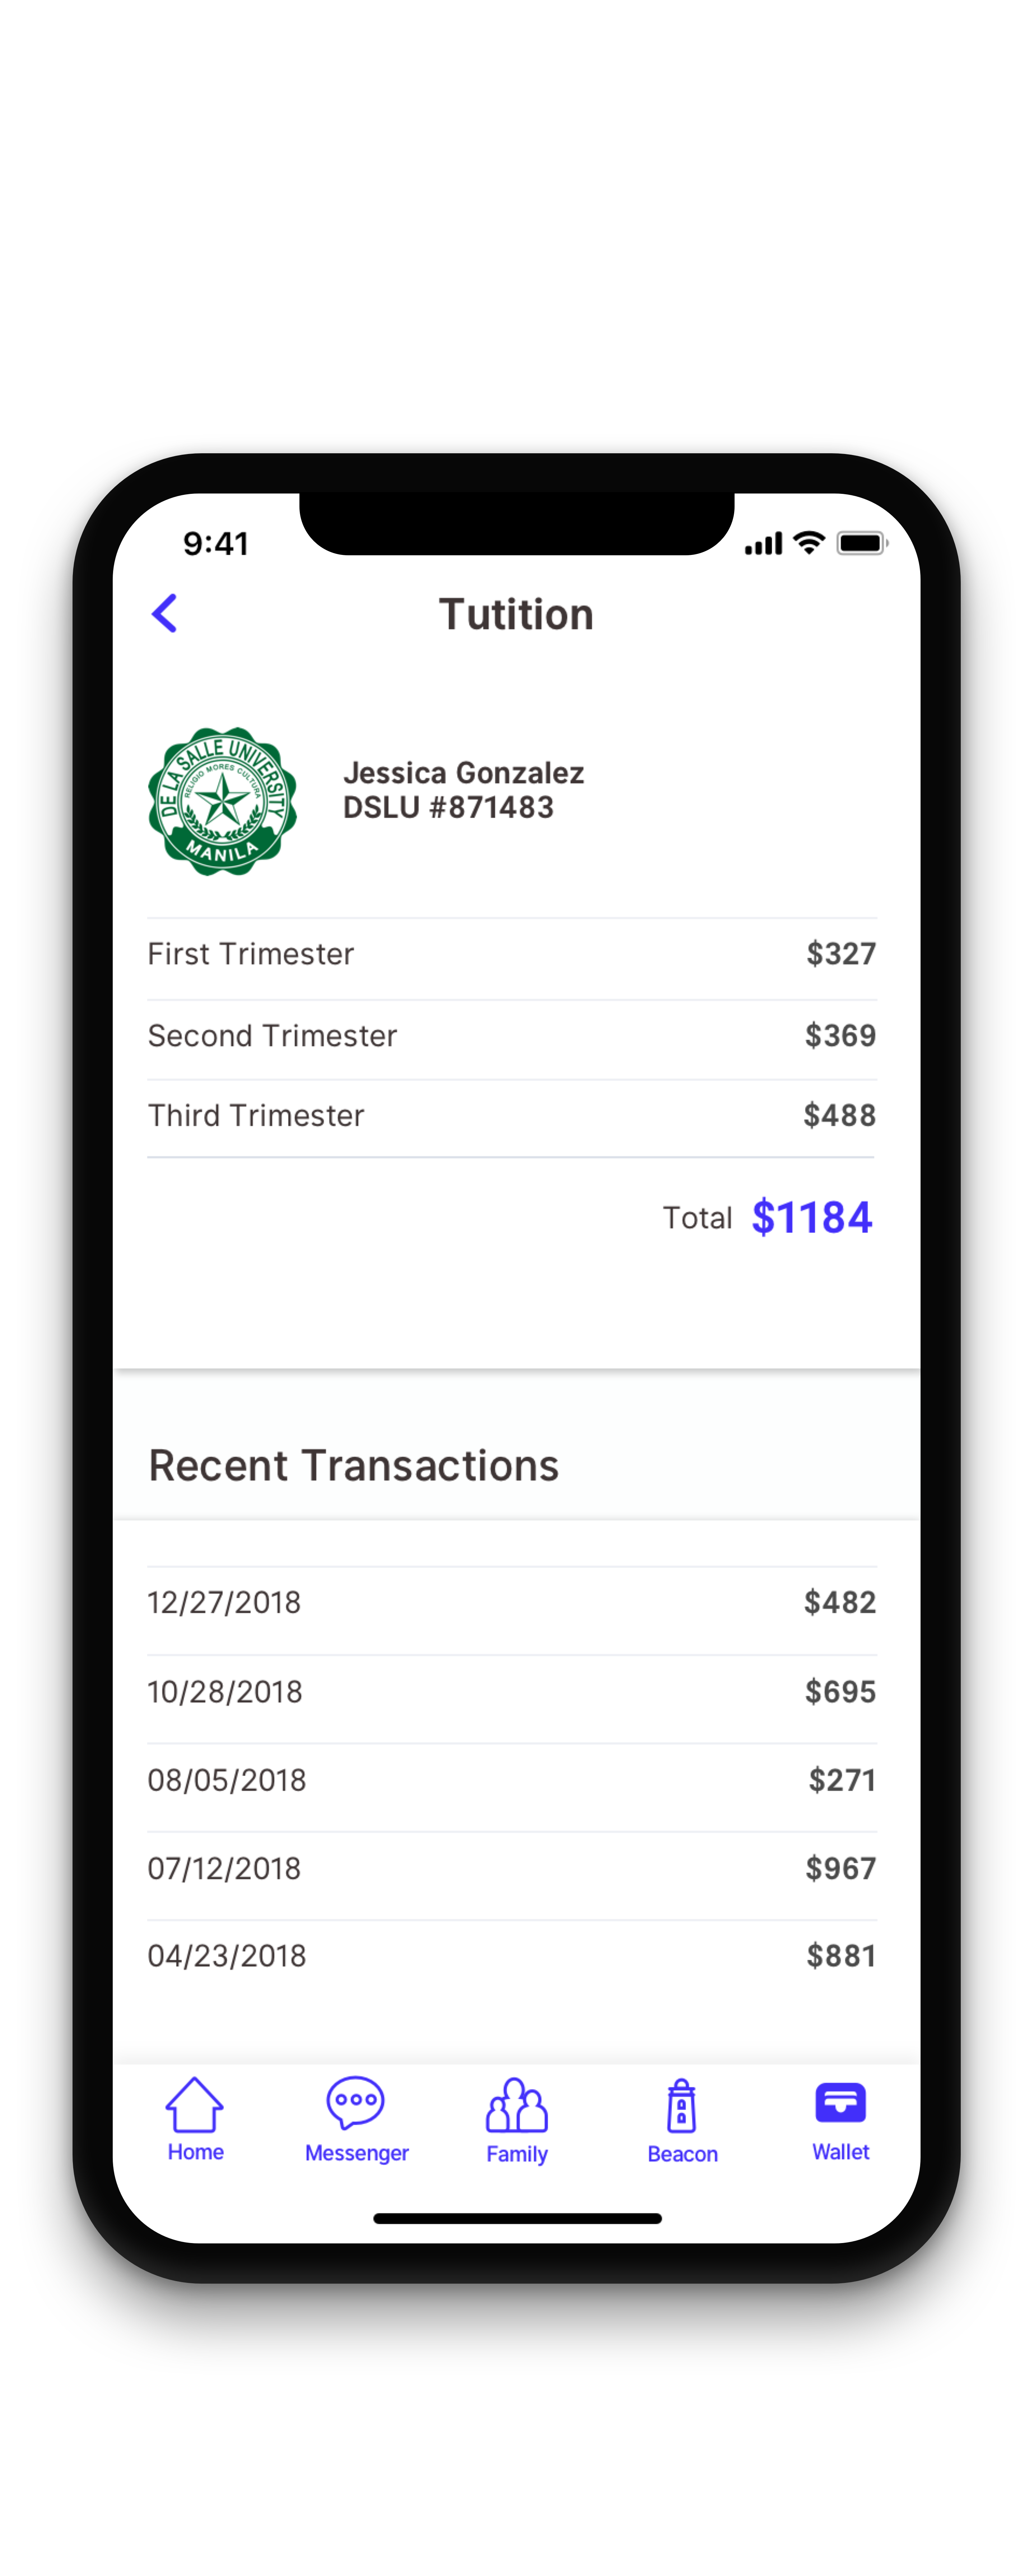 9:41
Tutition
DE LA SALLE UNIVERSITY
RELIGIO MORES CULTURA
MANILA
Jessica Gonzalez
DSLU #871483
First Trimester $327
Second Trimester $369
Third Trimester $488
Total $1184
Recent Transactions
12/27/2018 $482
10/28/2018 $695
08/05/2018 $271
07/12/2018 $967
04/23/2018 $881
Home Messenger Family Beacon Wallet